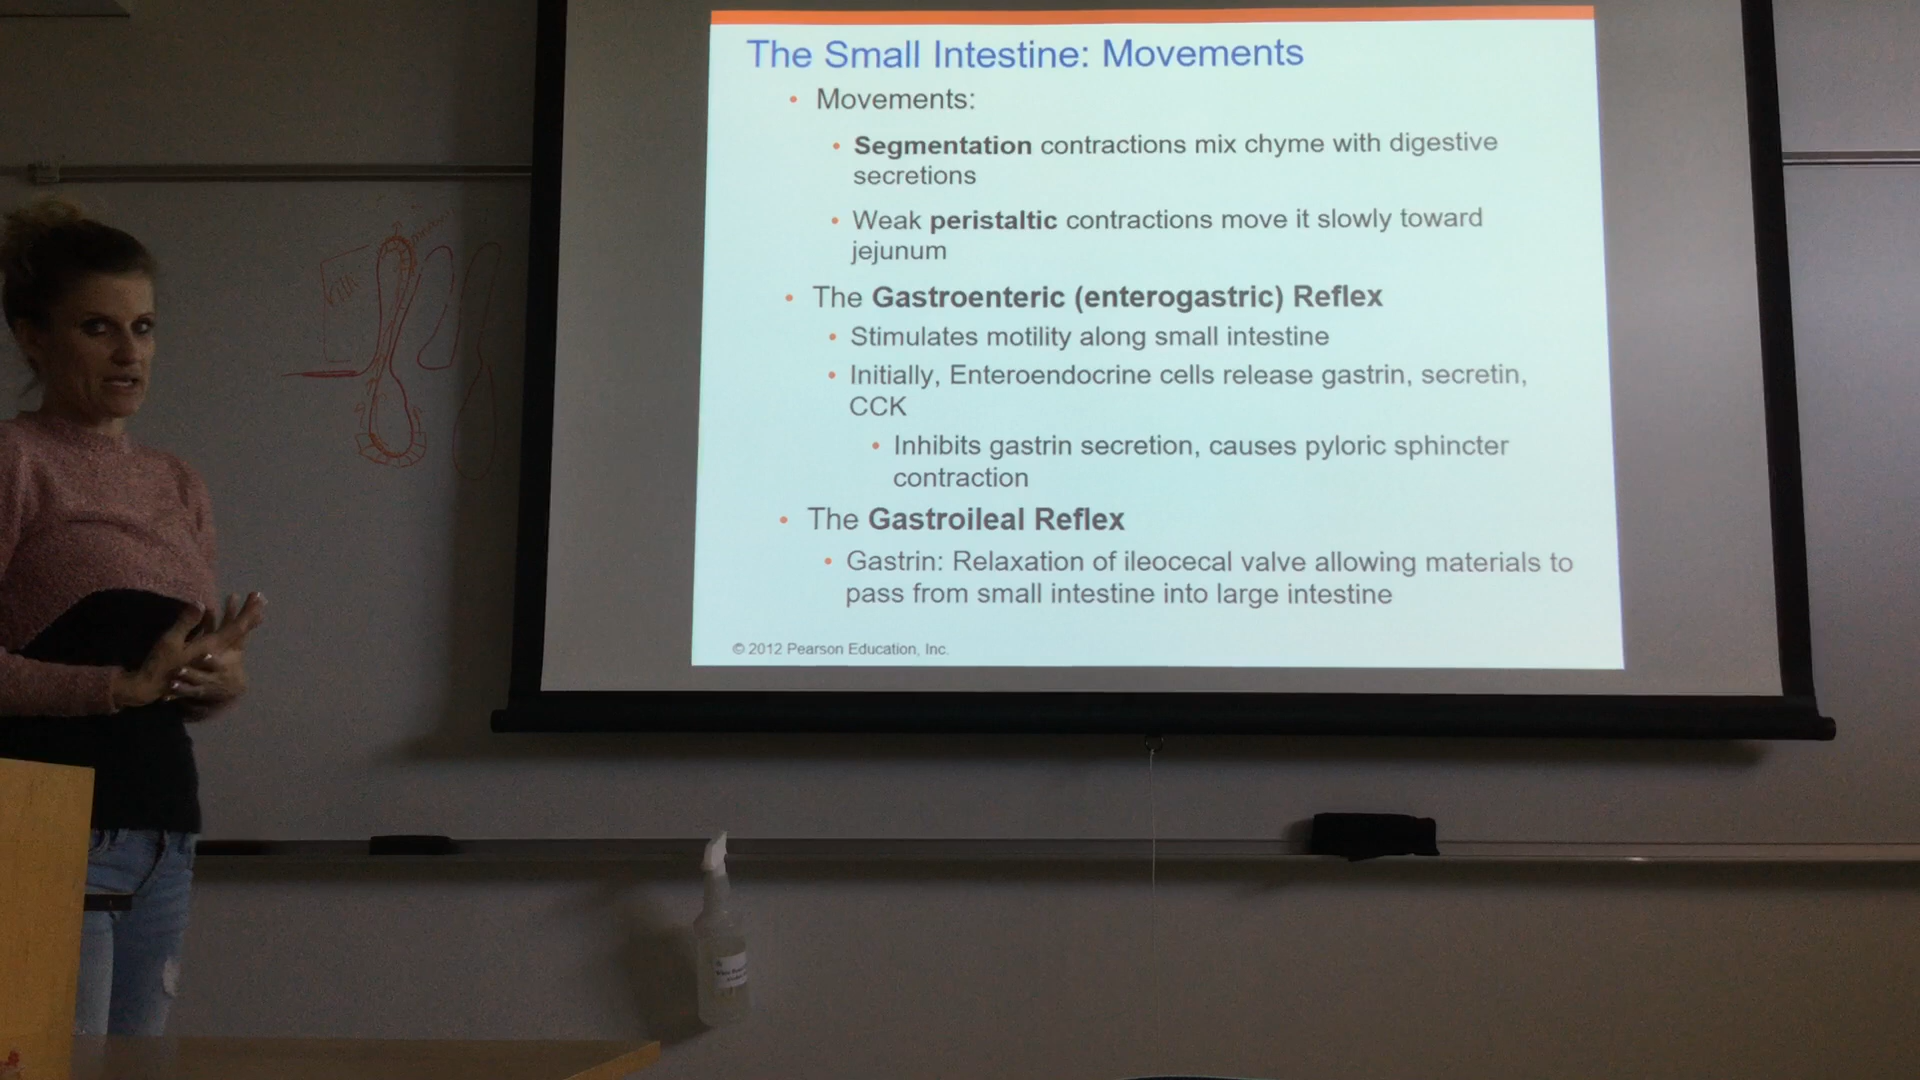 The Small Intestine: Movements
• Movements:
• Segmentation contractions mix chyme with digestive
secretions
• Weak peristaltic contractions move it slowly toward
jejunum
• The Gastroenteric (enterogastric) Reflex
• Stimulates motility along small intestine
• Initially, Enteroendocrine cells release gastrin, secretin,
CCK
• Inhibits gastrin secretion, causes pyloric sphincter
contraction
• The Gastroileal Reflex
• Gastrin: Relaxation of ileocecal valve allowing materials to
pass from small intestine into large intestine
© 2012 Pearson Education, Inc.